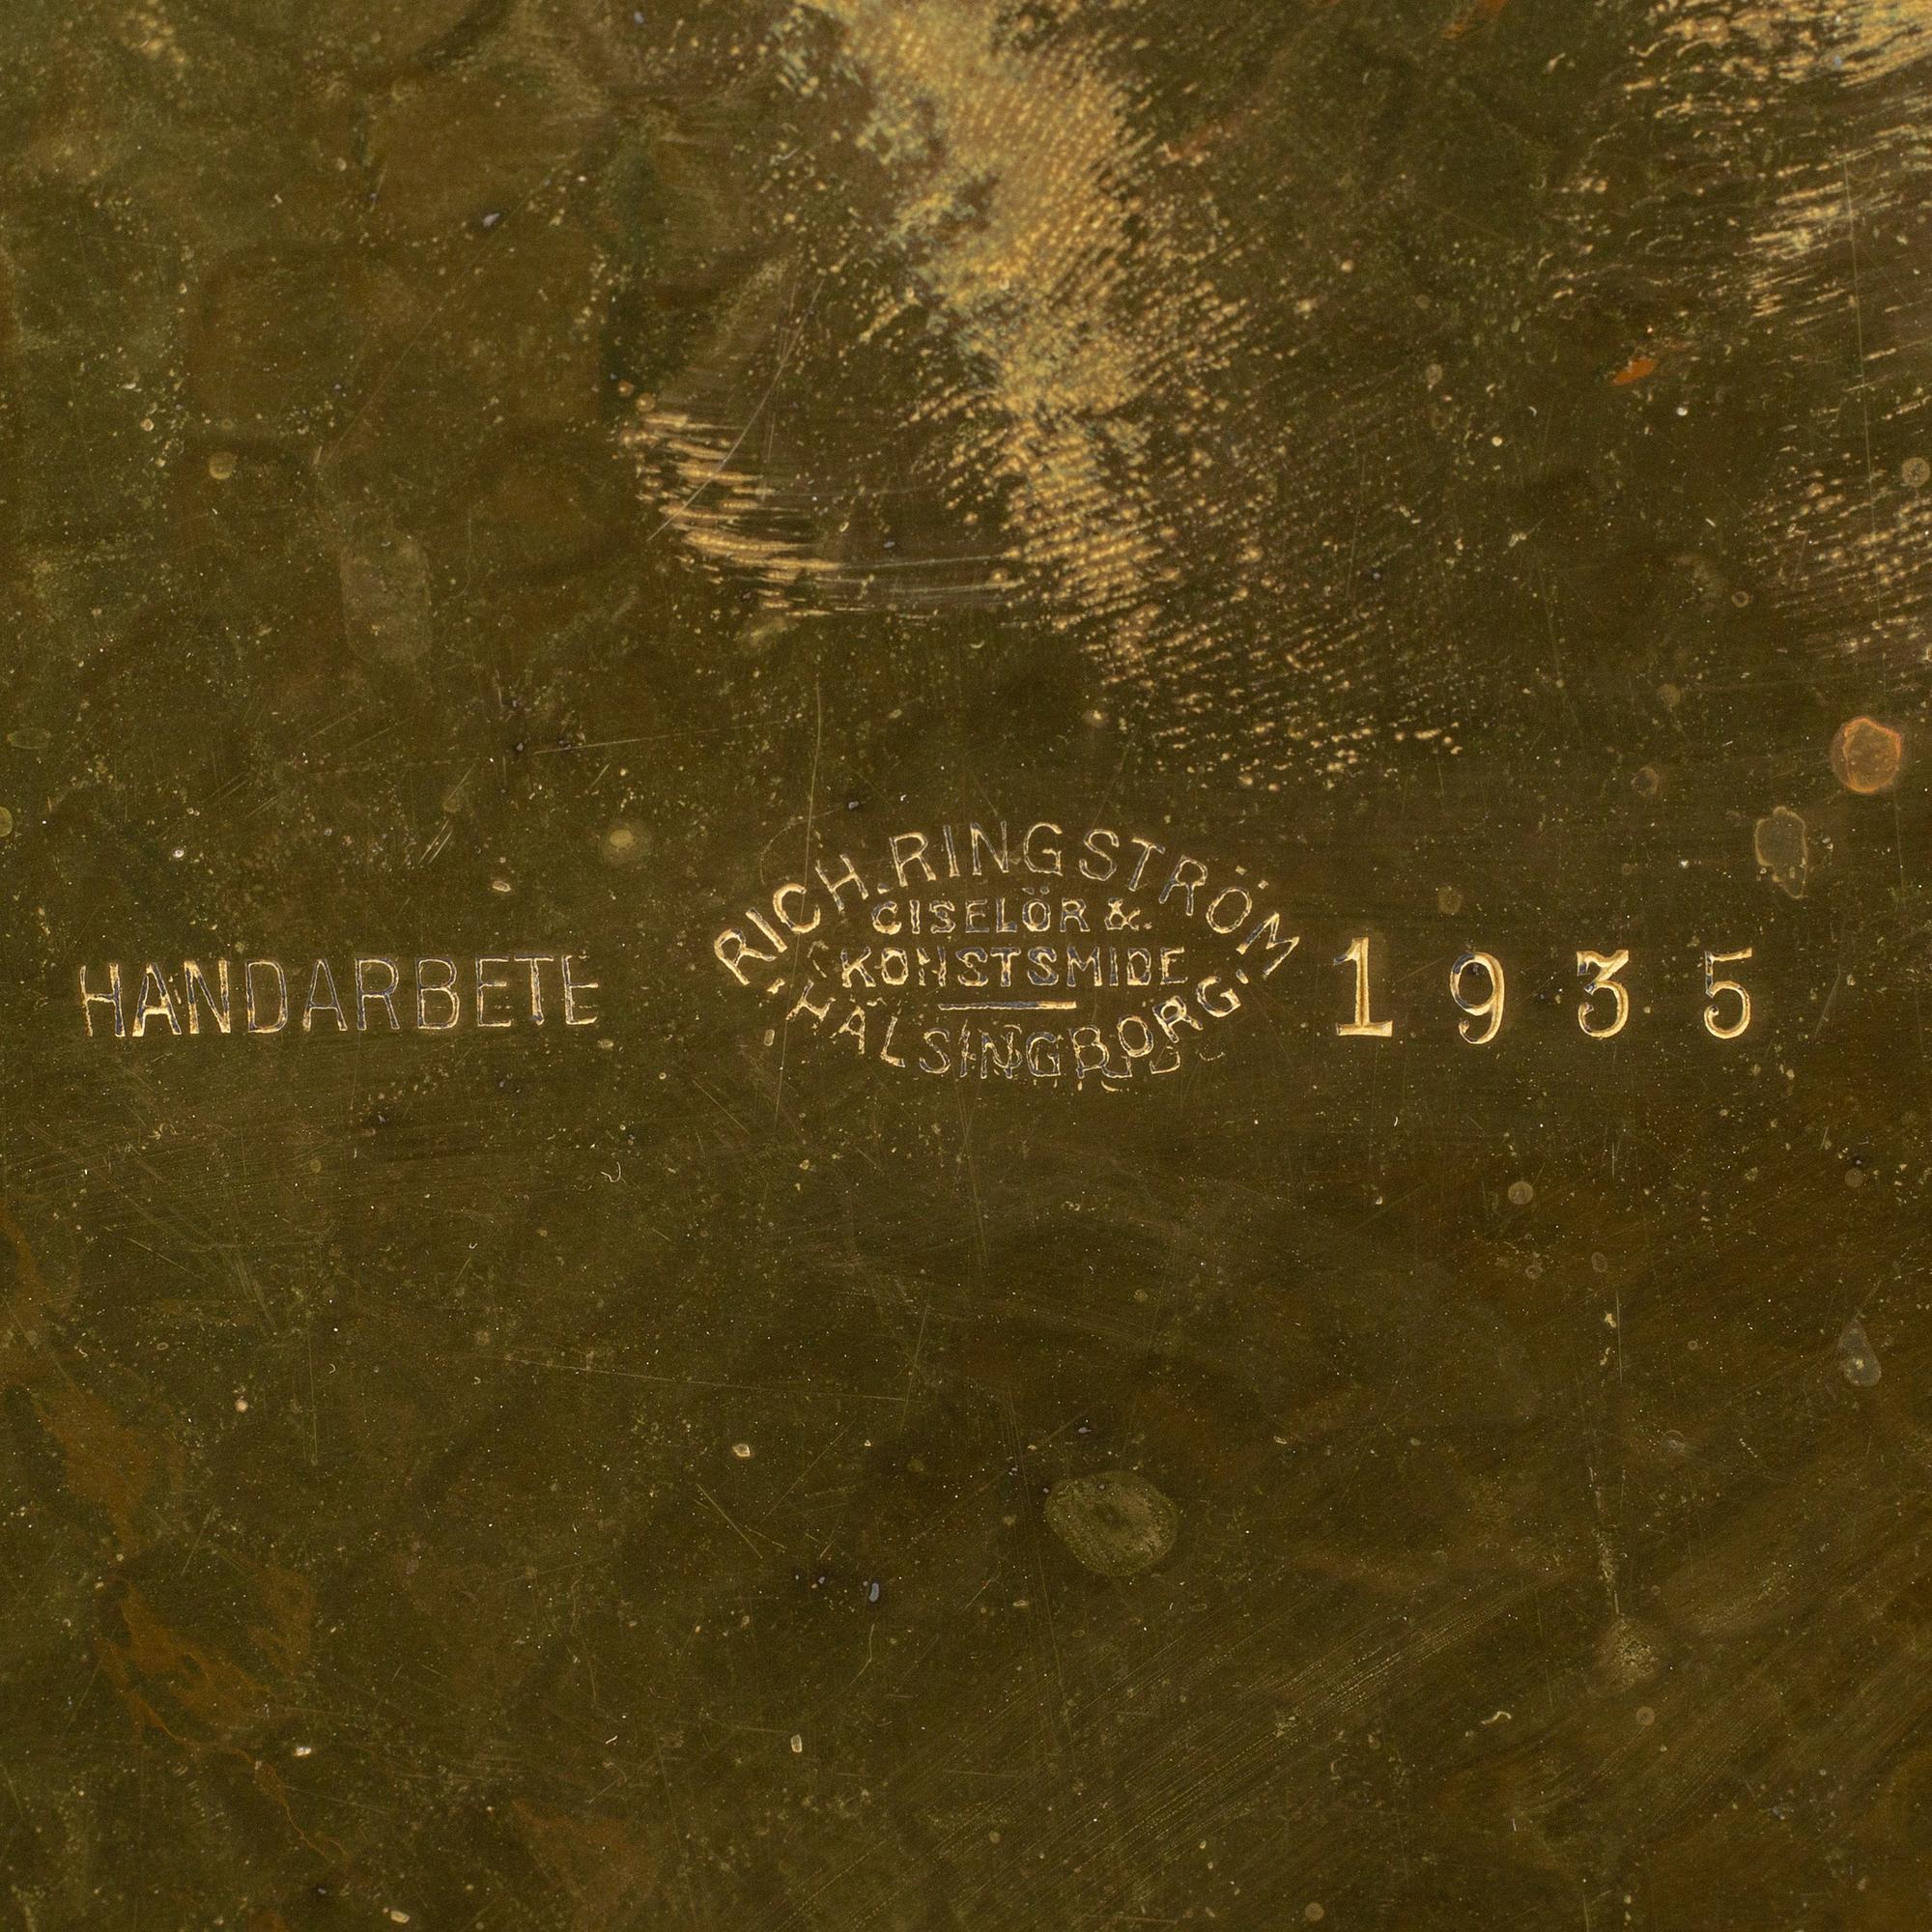 HANDARBETE
RICH. RINGSTRÖM
CISELÖR &
KONSTSMIDE
HÄLSINGBORG
1935